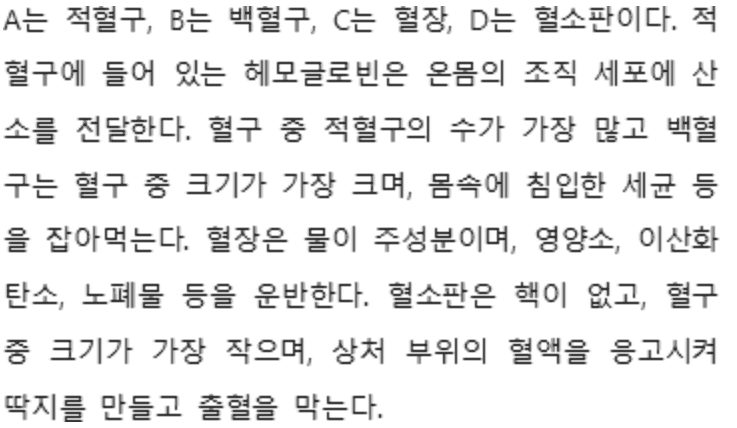 A는 적혈구, B는 백혈구, C는 혈장, D는 혈소판이다. 적
혈구에 들어 있는 헤모글로빈은 온몸의 조직 세포에 산
소를 전달한다. 혈구 중 적혈구의 수가 가장 많고 백혈
구는 혈구 중 크기가 가장 크며, 몸속에 침입한 세균 등
을 잡아먹는다. 혈장은 물이 주성분이며, 영양소, 이산화
탄소, 노폐물 등을 운반한다. 혈소판은 핵이 없고, 혈구
중 크기가 가장 작으며, 상처 부위의 혈액을 응고시켜
딱지를 만들고 출혈을 막는다.